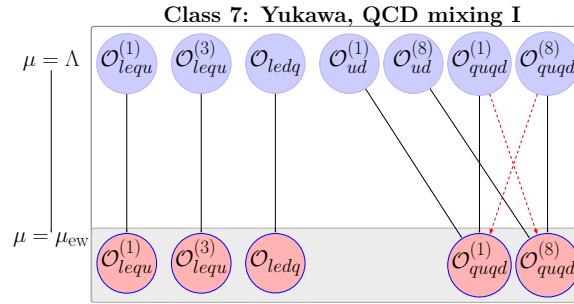 Class 7: Yukawa, QCD mixing I
μ = Λ
𝒪_{lequ}^{(1)} 𝒪_{lequ}^{(3)} 𝒪_{ledq} 𝒪_{ud}^{(1)} 𝒪_{ud}^{(8)} 𝒪_{quqd}^{(1)} 𝒪_{quqd}^{(8)}
μ = μ_{ew}
𝒪_{lequ}^{(1)} 𝒪_{lequ}^{(3)} 𝒪_{ledq} 𝒪_{quqd}^{(1)} 𝒪_{quqd}^{(8)}